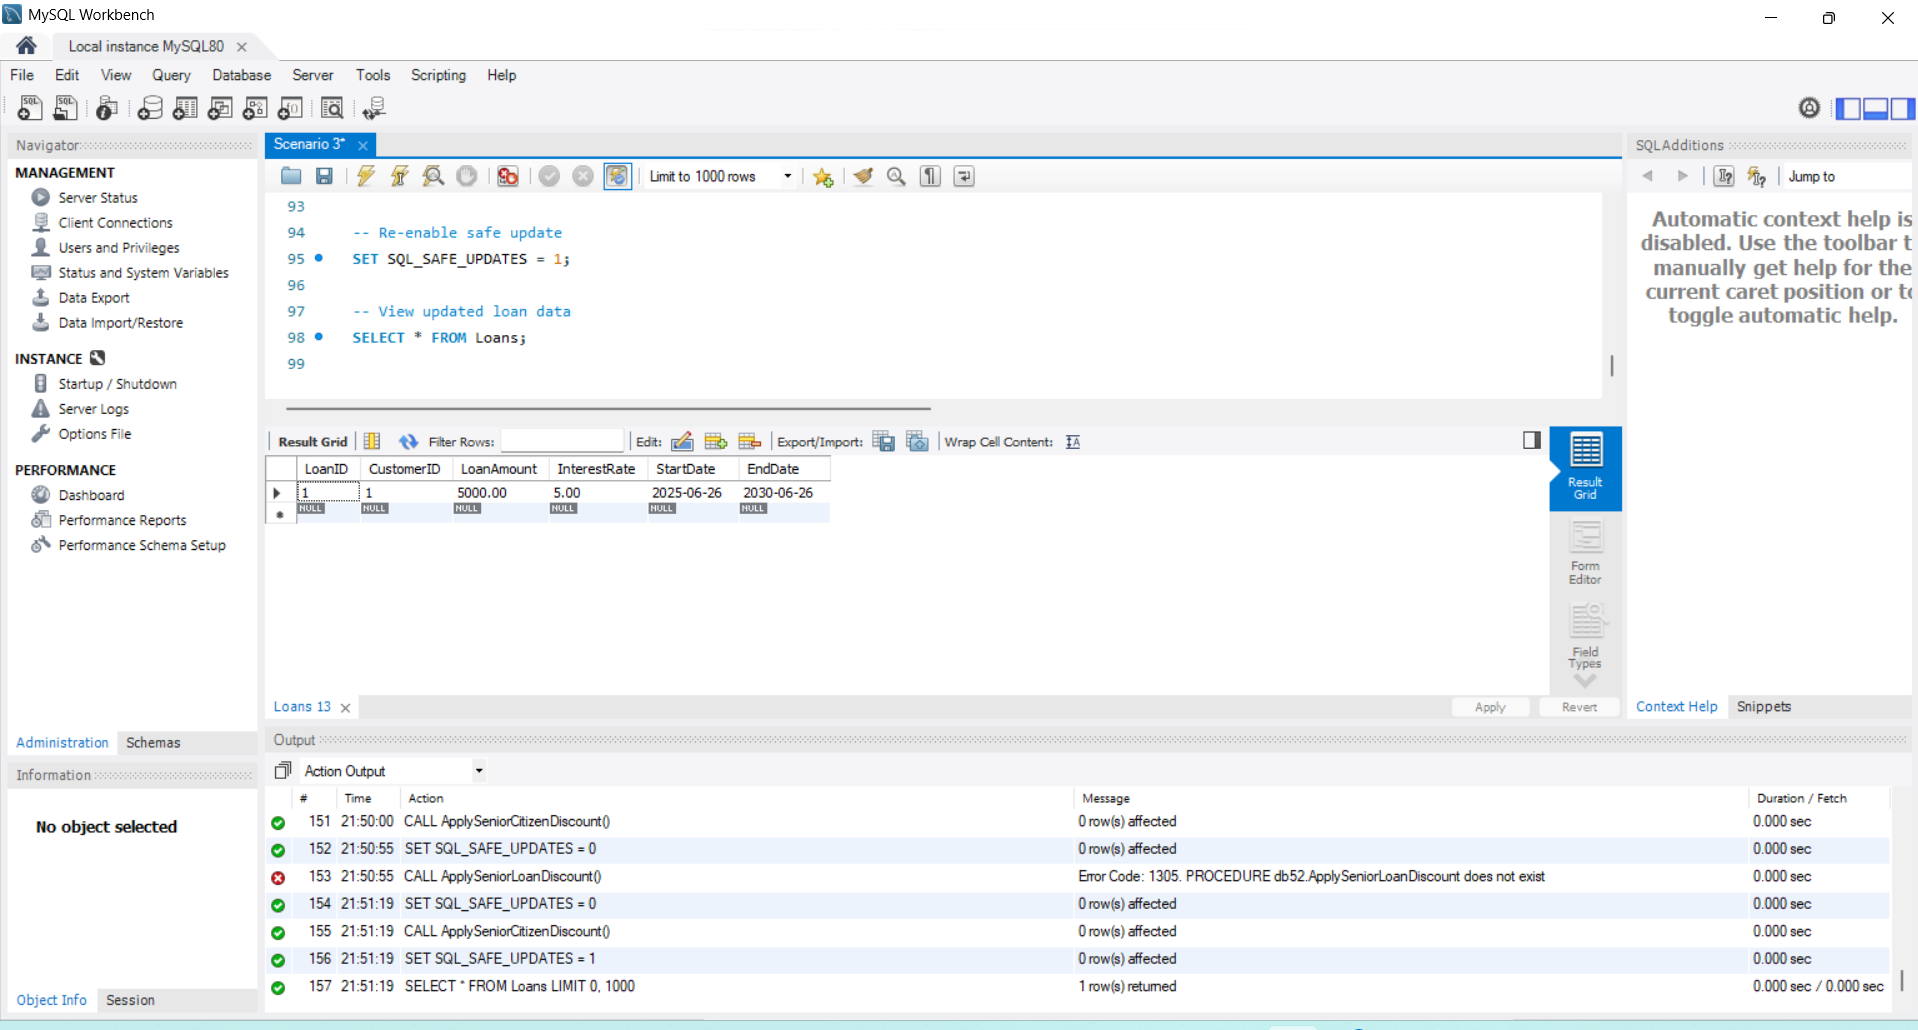 MySQL Workbench
Local instance MySQL80
File Edit View Query Database Server Tools Scripting Help
Navigator
MANAGEMENT
Server Status
Client Connections
Users and Privileges
Status and System Variables
Data Export
Data Import/Restore
INSTANCE
Startup / Shutdown
Server Logs
Options File
PERFORMANCE
Dashboard
Performance Reports
Performance Schema Setup
Administration Schemas
Information
No object selected
Object Info Session
Scenario 3*
Limit to 1000 rows
93
94 -- Re-enable safe update
95 SET SQL_SAFE_UPDATES = 1;
96
97 -- View updated loan data
98 SELECT * FROM Loans;
99
Result Grid Filter Rows: Edit: Export/Import: Wrap Cell Content: IA
LoanID CustomerID LoanAmount InterestRate StartDate EndDate
1 1 5000.00 5.00 2025-06-26 2030-06-26
NULL NULL NULL NULL NULL NULL
Result
Grid
Form
Editor
Field
Types
Loans 13
Apply Revert
SQLAdditions
Jump to
Automatic context help is
disabled. Use the toolbar t
manually get help for the
current caret position or to
toggle automatic help.
Context Help Snippets
Output
Action Output
# Time Action Message Duration / Fetch
151 21:50:00 CALL ApplySeniorCitizenDiscount() 0 row(s) affected 0.000 sec
152 21:50:55 SET SQL_SAFE_UPDATES = 0 0 row(s) affected 0.000 sec
153 21:50:55 CALL ApplySeniorLoanDiscount() Error Code: 1305. PROCEDURE db52.ApplySeniorLoanDiscount does not exist 0.000 sec
154 21:51:19 SET SQL_SAFE_UPDATES = 0 0 row(s) affected 0.000 sec
155 21:51:19 CALL ApplySeniorCitizenDiscount() 0 row(s) affected 0.000 sec
156 21:51:19 SET SQL_SAFE_UPDATES = 1 0 row(s) affected 0.000 sec
157 21:51:19 SELECT * FROM Loans LIMIT 0, 1000 1 row(s) returned 0.000 sec / 0.000 sec